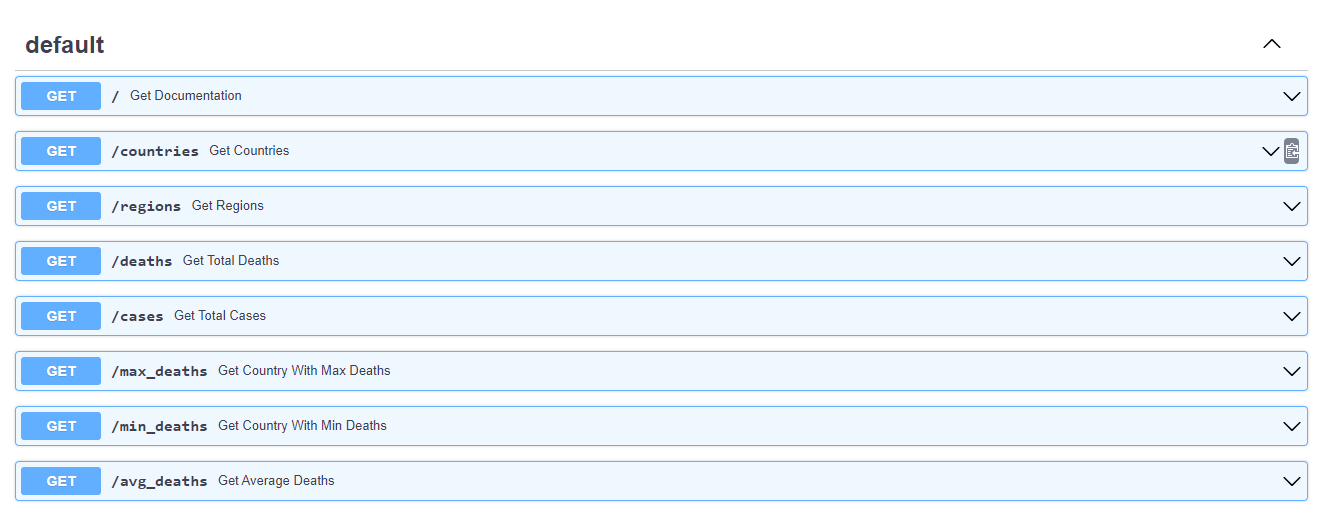 default
GET / Get Documentation
GET /countries Get Countries
GET /regions Get Regions
GET /deaths Get Total Deaths
GET /cases Get Total Cases
GET /max_deaths Get Country With Max Deaths
GET /min_deaths Get Country With Min Deaths
GET /avg_deaths Get Average Deaths